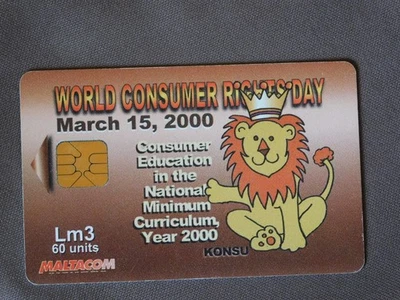 WORLD CONSUMER RIGHTS DAY
March 15, 2000
Consumer
Education
in the
National
Minimum
Curriculum,
Year 2000
Lm3
60 units
KONSU
MALTACOM